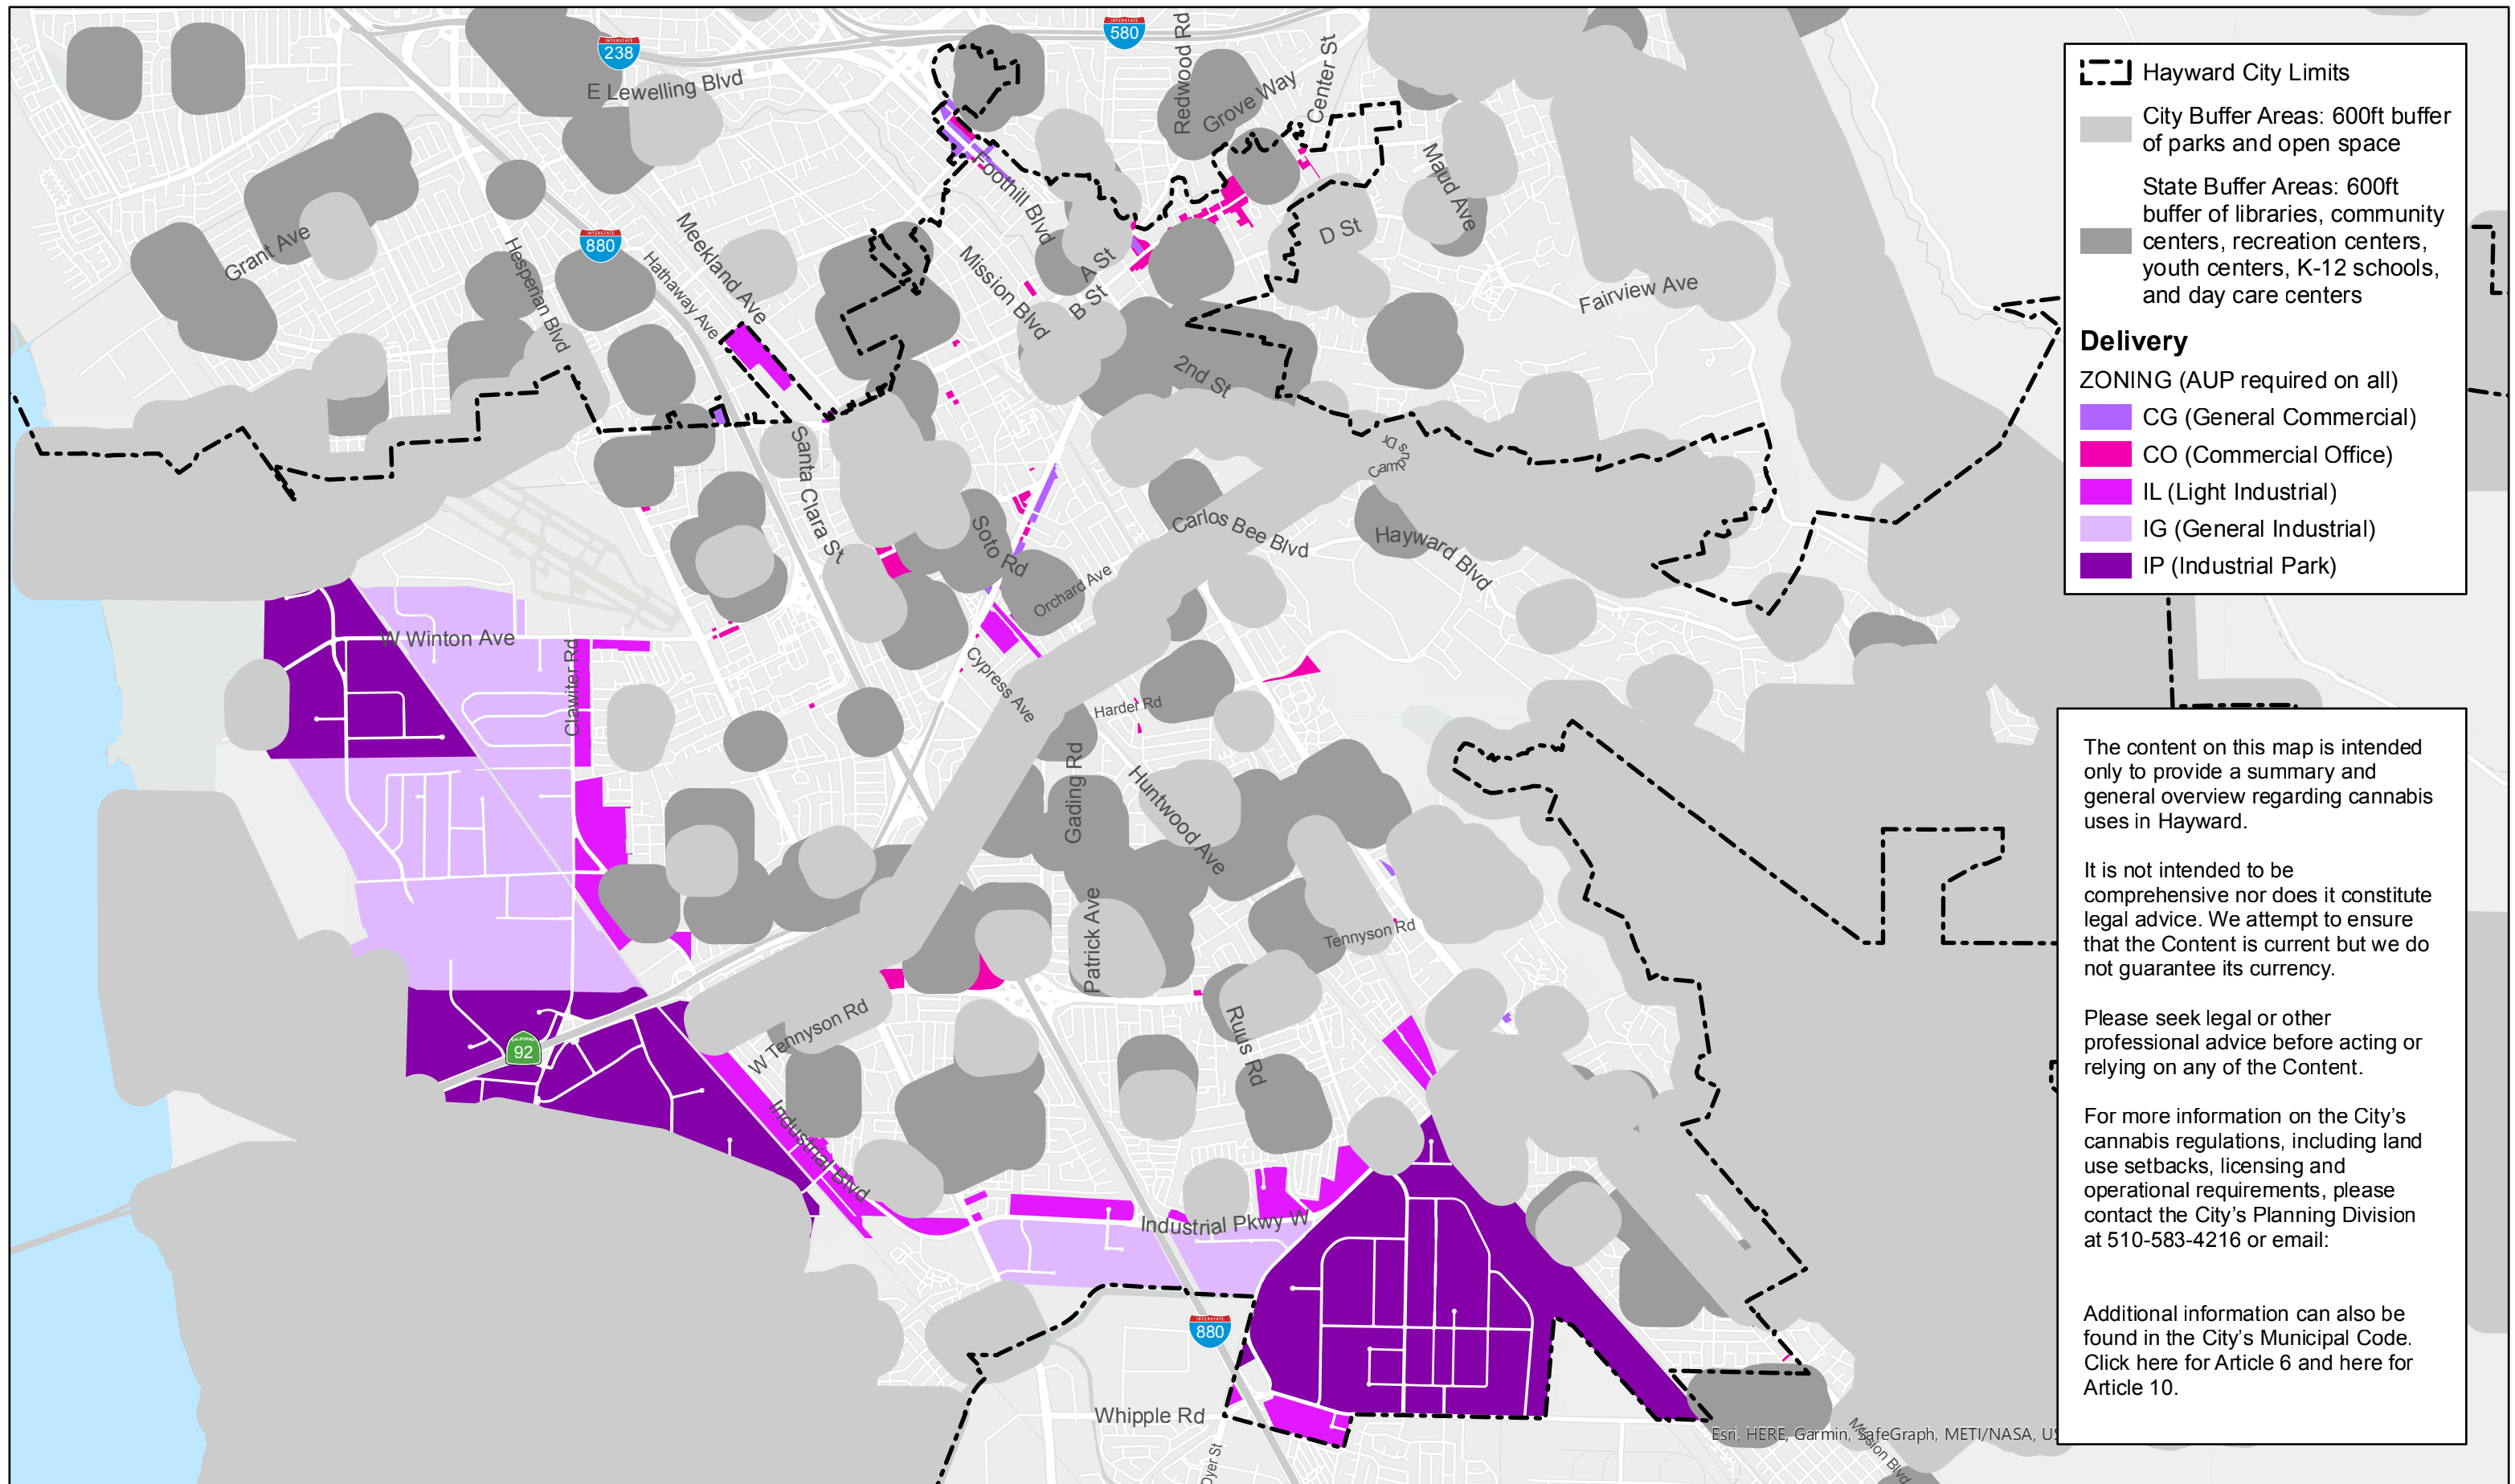 INTERSTATE
238
INTERSTATE
580
Redwood Rd
Center St
E Lewelling Blvd
Grove Way
Maud Ave
Foothill Blvd
D St
Grant Ave
INTERSTATE
880
Meekland Ave
Hathaway Ave
Hesperian Blvd
Mission Blvd
A St
B St
Fairview Ave
2nd St
Campus Dr
Santa Clara St
Soto Rd
Carlos Bee Blvd
Hayward Blvd
Orchard Ave
W Winton Ave
Clawiter Rd
Cypress Ave
Harder Rd
Gading Rd
Huntwood Ave
Patrick Ave
Tennyson Rd
W Tennyson Rd
CALIFORNIA
92
Ruus Rd
Industrial Blvd
Industrial Pkwy W
INTERSTATE
880
Whipple Rd
Dyer St
Mission Blvd
Esri, HERE, Garmin, SafeGraph, METI/NASA, US
Hayward City Limits
City Buffer Areas: 600ft buffer
of parks and open space
State Buffer Areas: 600ft
buffer of libraries, community
centers, recreation centers,
youth centers, K-12 schools,
and day care centers
Delivery
ZONING (AUP required on all)
CG (General Commercial)
CO (Commercial Office)
IL (Light Industrial)
IG (General Industrial)
IP (Industrial Park)
The content on this map is intended
only to provide a summary and
general overview regarding cannabis
uses in Hayward.
It is not intended to be
comprehensive nor does it constitute
legal advice. We attempt to ensure
that the Content is current but we do
not guarantee its currency.
Please seek legal or other
professional advice before acting or
relying on any of the Content.
For more information on the City’s
cannabis regulations, including land
use setbacks, licensing and
operational requirements, please
contact the City’s Planning Division
at 510-583-4216 or email:
Additional information can also be
found in the City’s Municipal Code.
Click here for Article 6 and here for
Article 10.